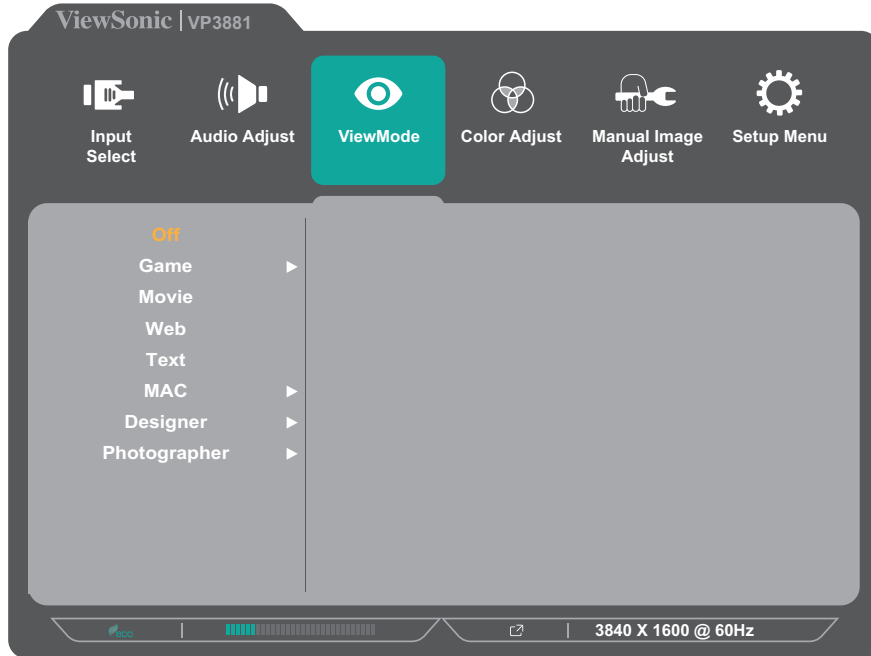 ViewSonic | VP3881
Input
Select
Audio Adjust
ViewMode
Color Adjust
Manual Image
Adjust
Setup Menu
Off
Game
Movie
Web
Text
MAC
Designer
Photographer
eco
3840 X 1600 @ 60Hz